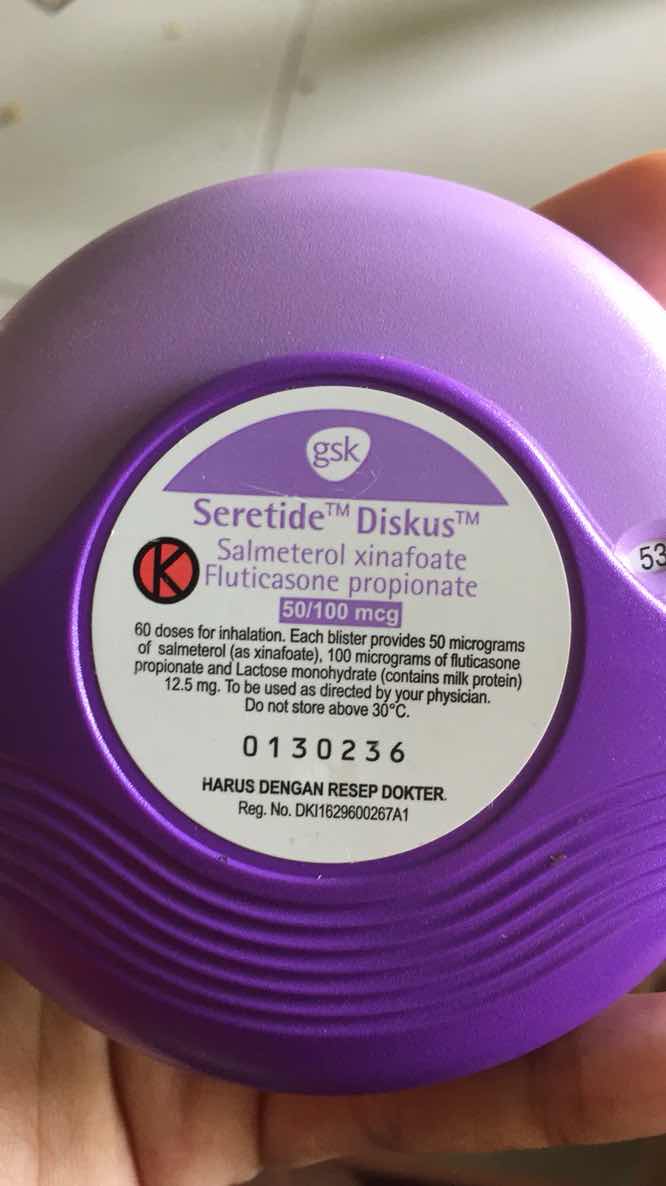 gsk
Seretide™ Diskus™
K
Salmeterol xinafoate
Fluticasone propionate
50/100 mcg
60 doses for inhalation. Each blister provides 50 micrograms
of salmeterol (as xinafoate), 100 micrograms of fluticasone
propionate and Lactose monohydrate (contains milk protein)
12.5 mg. To be used as directed by your physician.
Do not store above 30°C.
0130236
HARUS DENGAN RESEP DOKTER.
Reg. No. DKI1629600267A1
53